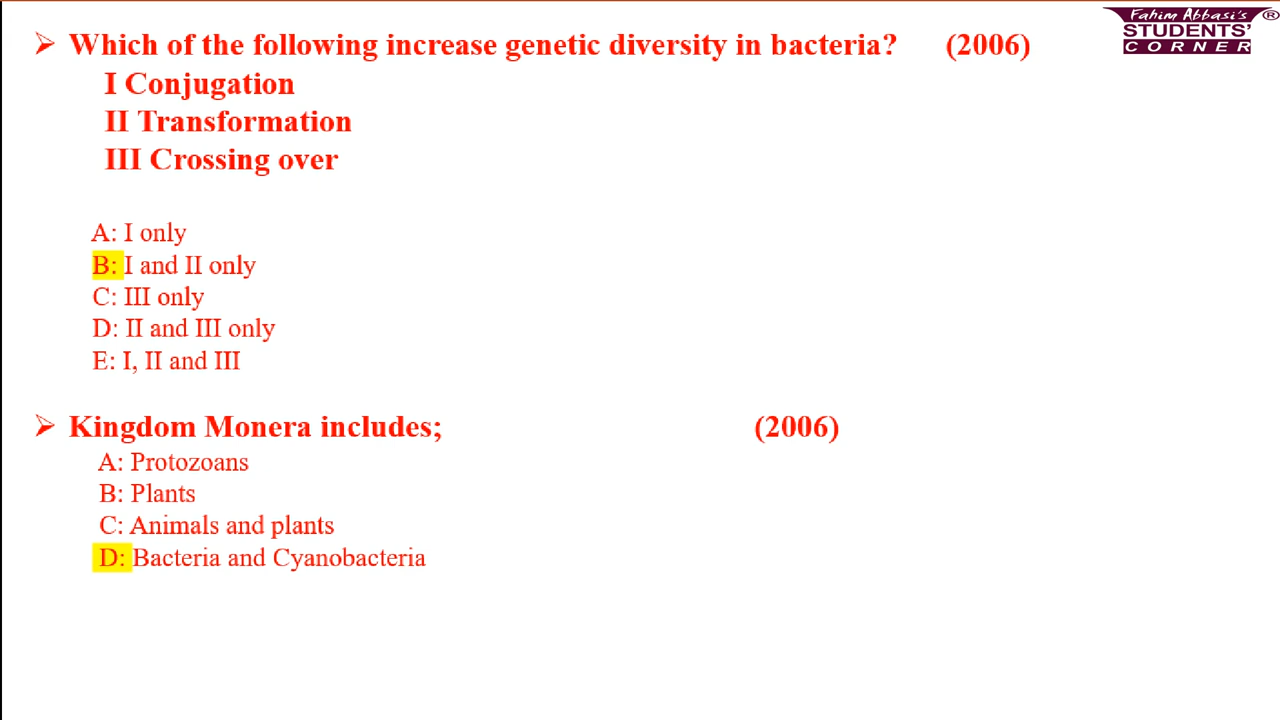 Fahim Abbasi's ®
STUDENTS'
CORNER
➢ Which of the following increase genetic diversity in bacteria? (2006)
I Conjugation
II Transformation
III Crossing over
A: I only
B: I and II only
C: III only
D: II and III only
E: I, II and III
➢ Kingdom Monera includes; (2006)
A: Protozoans
B: Plants
C: Animals and plants
D: Bacteria and Cyanobacteria